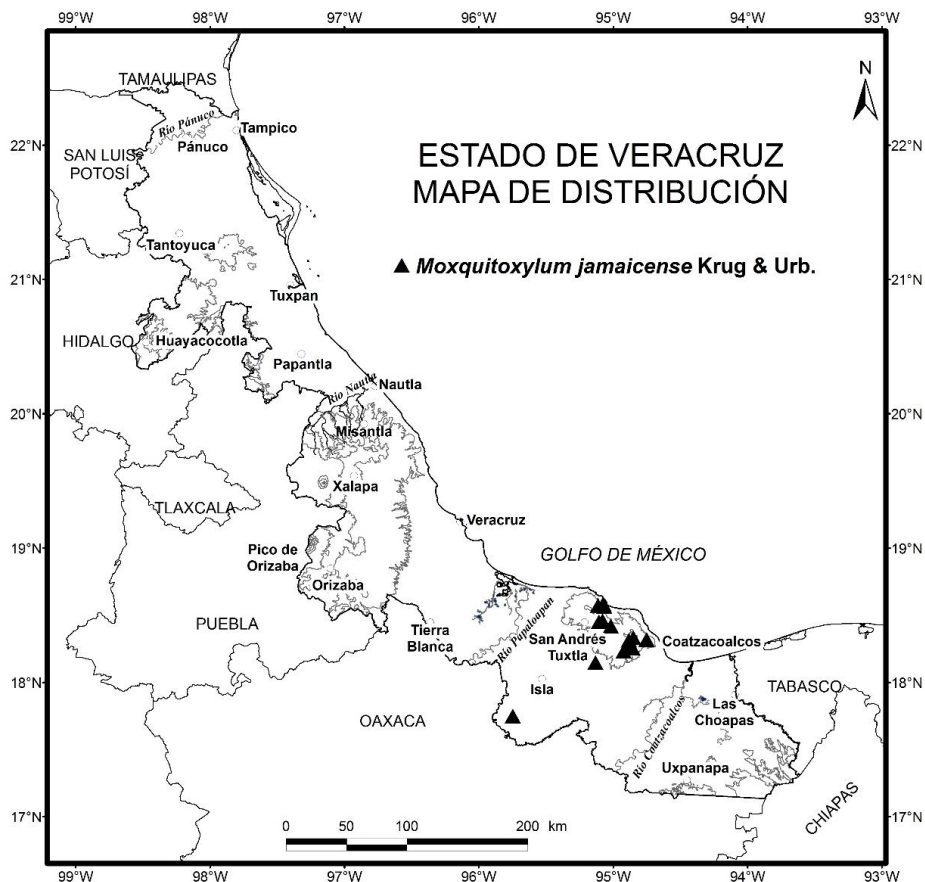 99°W 98°W 97°W 96°W 95°W 94°W 93°W
TAMAULIPAS
N
Río Pánuco
Tampico
22°N
Pánuco
22°N
SAN LUIS
POTOSÍ
ESTADO DE VERACRUZ
MAPA DE DISTRIBUCIÓN
Tantoyuca
Moxquitoxylum jamaicense Krug & Urb.
21°N
21°N
Tuxpan
HIDALGO
Huayacocotla
Papantla
Río Nautla
Nautla
20°N
20°N
Misantla
Xalapa
TLAXCALA
Veracruz
19°N
19°N
Pico de
Orizaba
GOLFO DE MÉXICO
Orizaba
PUEBLA
Tierra
Blanca
Río Papaloapan
San Andrés
Tuxtla
Coatzacoalcos
18°N
18°N
Isla
TABASCO
OAXACA
Las
Choapas
Río Coatzacoalcos
Uxpanapa
CHIAPAS
17°N
17°N
0 50 100 200 km
99°W 98°W 97°W 96°W 95°W 94°W 93°W